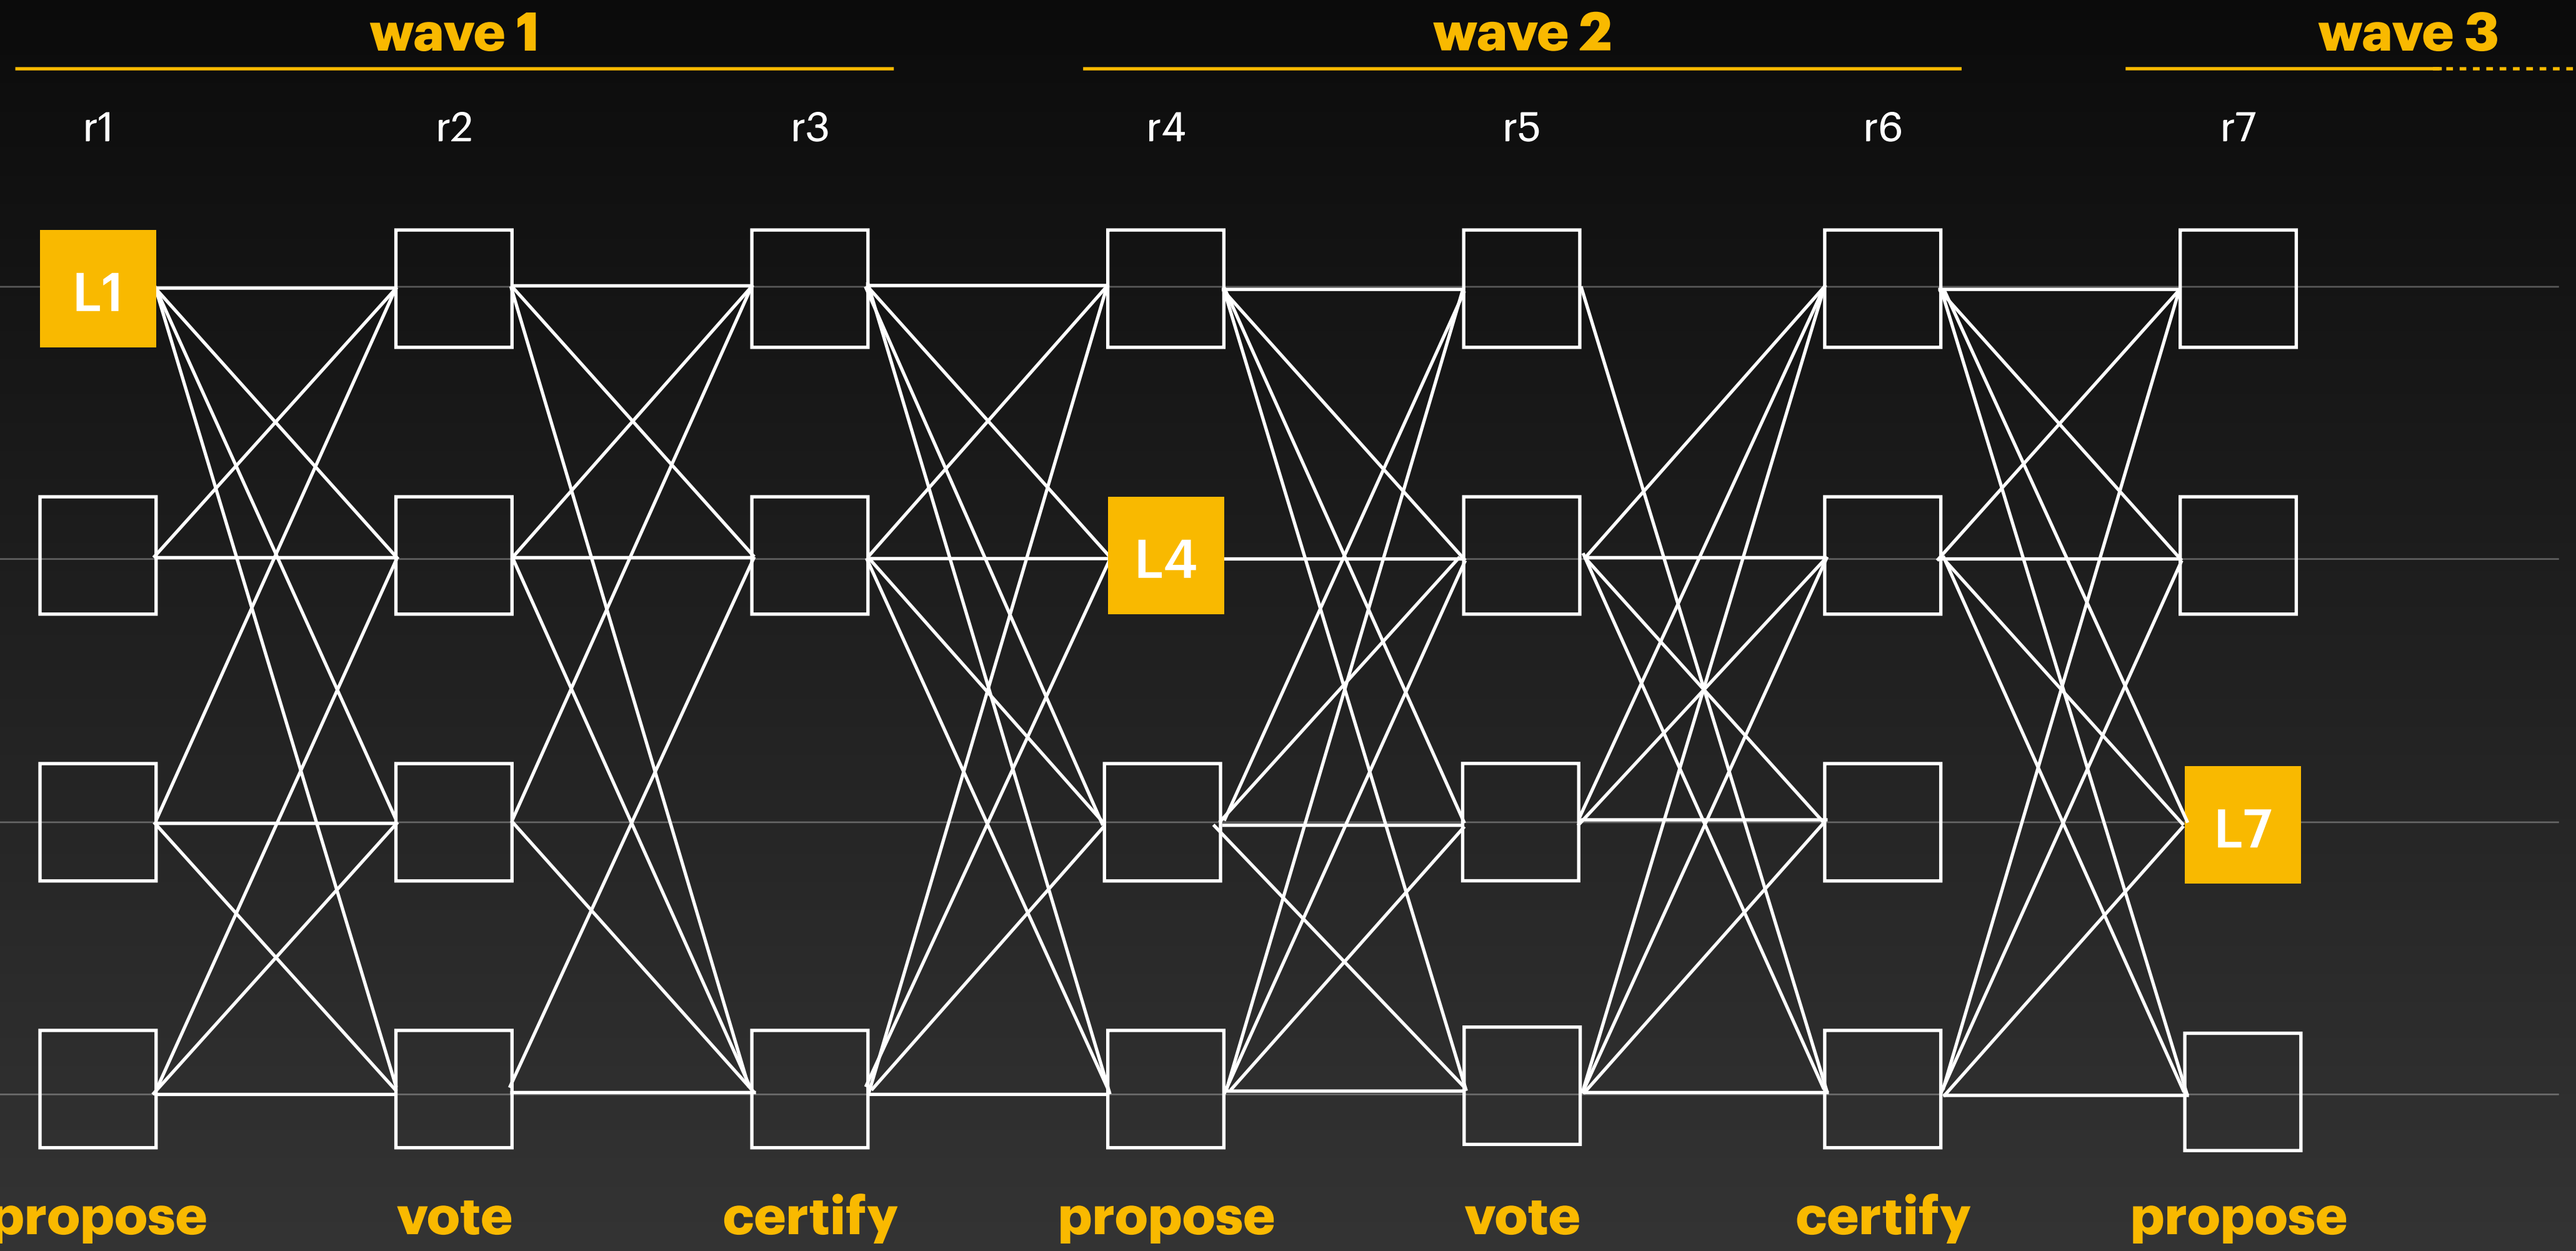 wave 1 wave 2 wave 3
r1 r2 r3 r4 r5 r6 r7
L1
L4
L7
propose vote certify propose vote certify propose